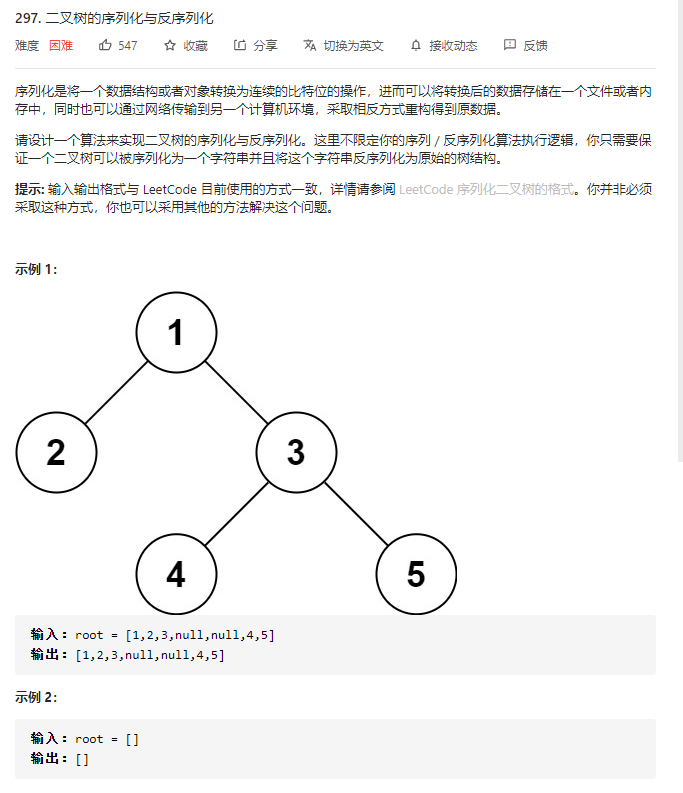 297. 二叉树的序列化与反序列化
难度 困难 547 收藏 分享 切换为英文 接收动态 反馈
序列化是将一个数据结构或者对象转换为连续的比特位的操作，进而可以将转换后的数据存储在一个文件或者内
存中，同时也可以通过网络传输到另一个计算机环境，采取相反方式重构得到原数据。
请设计一个算法来实现二叉树的序列化与反序列化。这里不限定你的序列 / 反序列化算法执行逻辑，你只需要保
证一个二叉树可以被序列化为一个字符串并且将这个字符串反序列化为原始的树结构。
提示: 输入输出格式与 LeetCode 目前使用的方式一致，详情请参阅 LeetCode 序列化二叉树的格式。你并非必须
采取这种方式，你也可以采用其他的方法解决这个问题。
示例 1：
1
2 3
4 5
输入：root = [1,2,3,null,null,4,5]
输出：[1,2,3,null,null,4,5]
示例 2：
输入：root = []
输出：[]